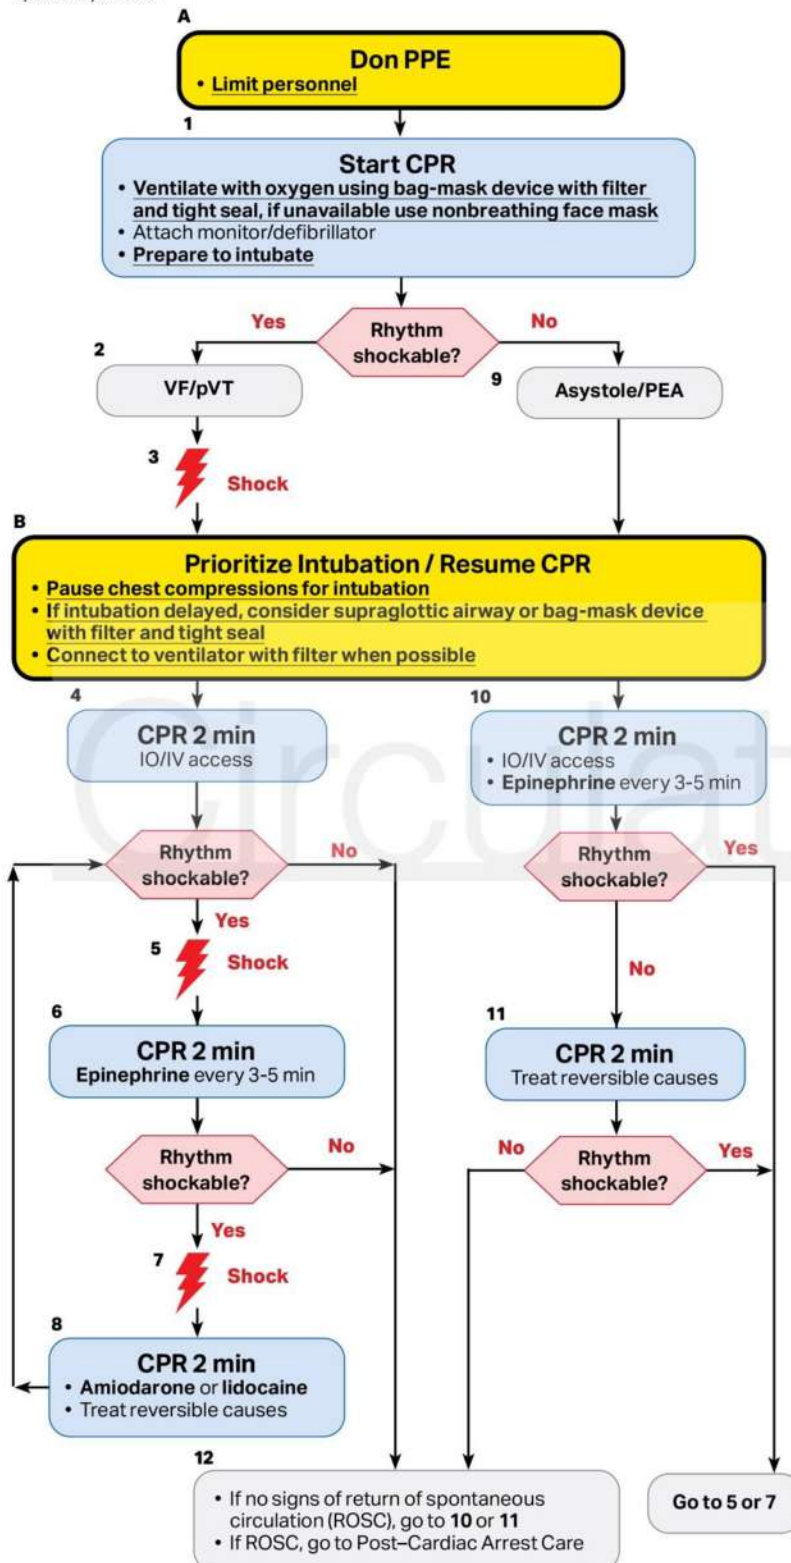 A
Don PPE
• Limit personnel
1
Start CPR
• Ventilate with oxygen using bag-mask device with filter
and tight seal, if unavailable use nonbreathing face mask
• Attach monitor/defibrillator
• Prepare to intubate
Rhythm
shockable?
Yes
No
2
VF/pVT
9
Asystole/PEA
3
Shock
B
Prioritize Intubation / Resume CPR
• Pause chest compressions for intubation
• If intubation delayed, consider supraglottic airway or bag-mask device
with filter and tight seal
• Connect to ventilator with filter when possible
4
CPR 2 min
IO/IV access
10
CPR 2 min
• IO/IV access
• Epinephrine every 3-5 min
Circulat
Rhythm
shockable?
No
Yes
Rhythm
shockable?
Yes
No
5
Shock
6
CPR 2 min
Epinephrine every 3-5 min
11
CPR 2 min
Treat reversible causes
Rhythm
shockable?
No
Yes
No
Rhythm
shockable?
Yes
7
Shock
8
CPR 2 min
• Amiodarone or lidocaine
• Treat reversible causes
12
• If no signs of return of spontaneous
circulation (ROSC), go to 10 or 11
• If ROSC, go to Post–Cardiac Arrest Care
Go to 5 or 7